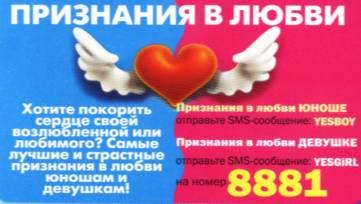 ПРИЗНАНИЯ В ЛЮБВИ
Хотите покорить
сердце своей
возлюбленной или
любимого? Самые
лучшие и страстные
признания в любви
юношам и
девушкам!
Признания в любви ЮНОШЕ
отправьте SMS-сообщение: YESBOY
Признания в любви ДЕВУШКЕ
отправьте SMS-сообщение: YESGiRL
на номер 8881